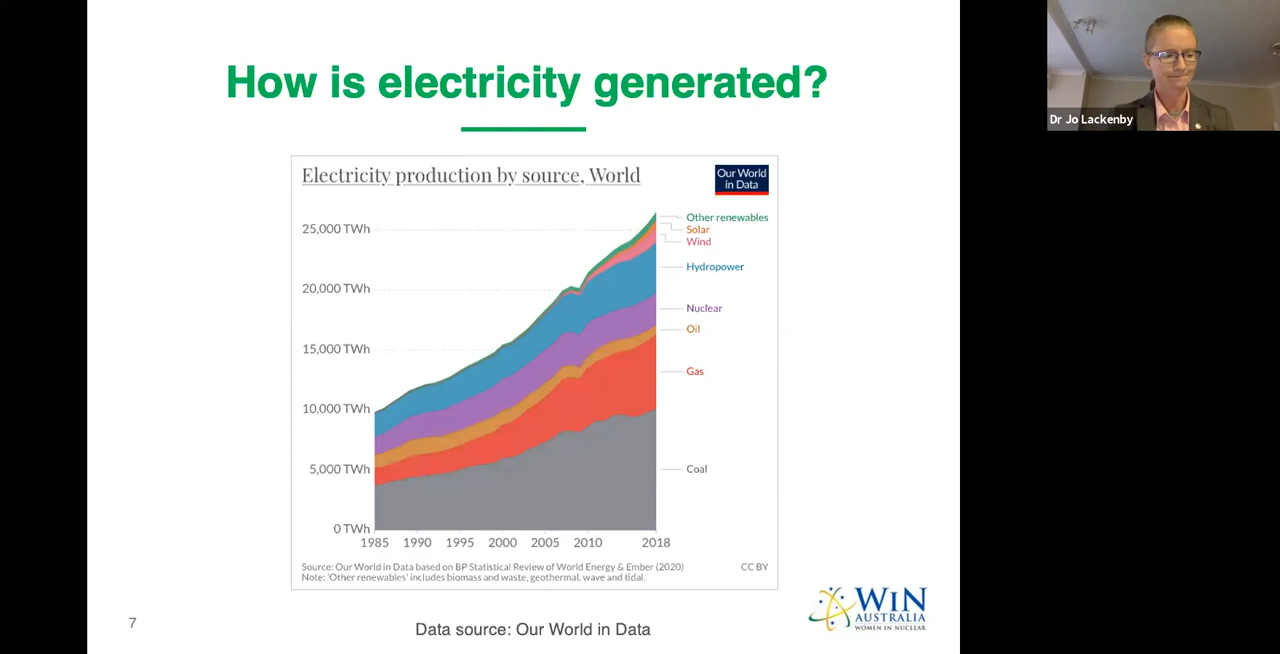 How is electricity generated?
Dr Jo Lackenby
Electricity production by source, World
Our World
in Data
25,000 TWh
20,000 TWh
15,000 TWh
10,000 TWh
5,000 TWh
0 TWh
1985 1990 1995 2000 2005 2010 2018
Other renewables
Solar
Wind
Hydropower
Nuclear
Oil
Gas
Coal
Source: Our World in Data based on BP Statistical Review of World Energy & Ember (2020) CC BY
Note: 'Other renewables' includes biomass and waste, geothermal, wave and tidal.
7
Data source: Our World in Data
WiN
AUSTRALIA
WOMEN IN NUCLEAR